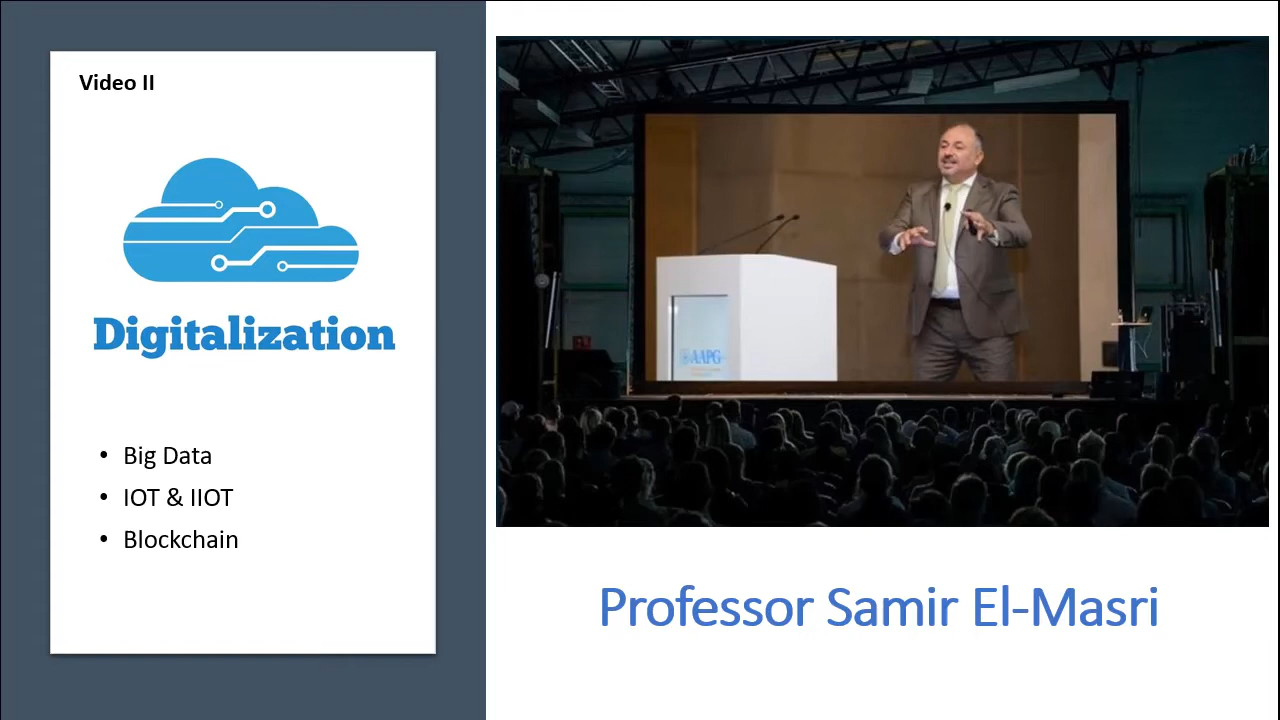 Video II
Digitalization
• Big Data
• IOT & IIOT
• Blockchain
AAPG
Professor Samir El-Masri